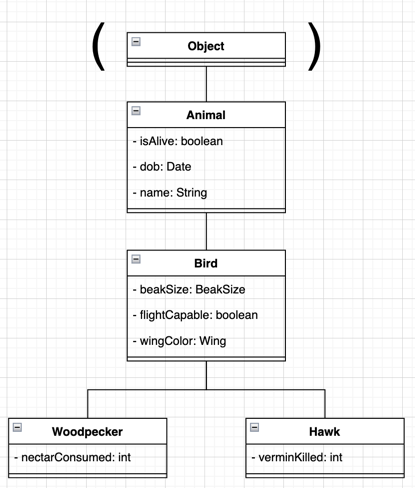 ( Object )
Animal
- isAlive: boolean
- dob: Date
- name: String
Bird
- beakSize: BeakSize
- flightCapable: boolean
- wingColor: Wing
Woodpecker
- nectarConsumed: int
Hawk
- verminKilled: int